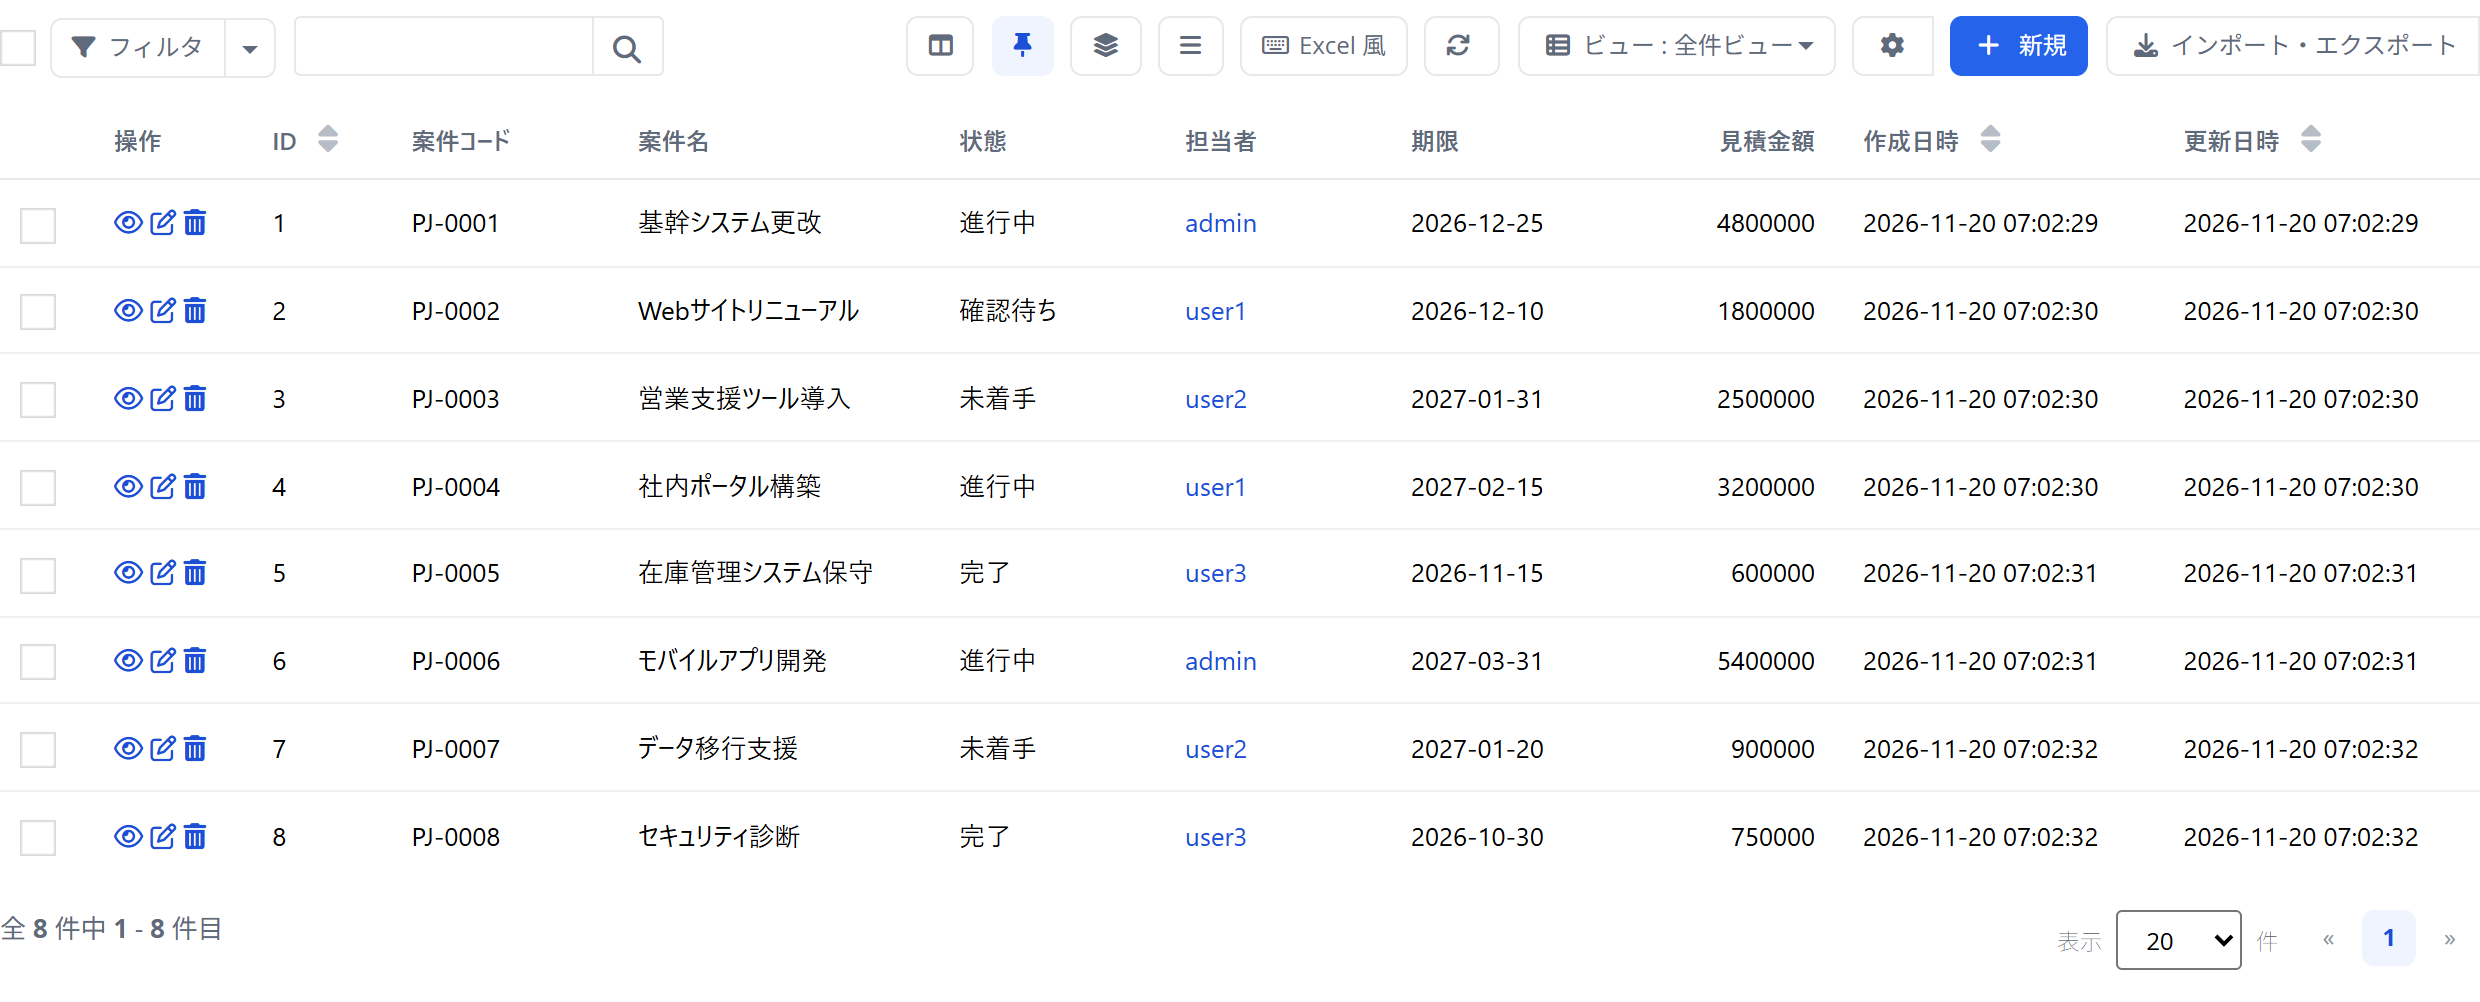 フィルタ Excel 風 ビュー : 全件ビュー + 新規 インポート・エクスポート
操作 ID 案件コード 案件名 状態 担当者 期限 見積金額 作成日時 更新日時
1 PJ-0001 基幹システム更改 進行中 admin 2026-12-25 4800000 2026-11-20 07:02:29 2026-11-20 07:02:29
2 PJ-0002 Webサイトリニューアル 確認待ち user1 2026-12-10 1800000 2026-11-20 07:02:30 2026-11-20 07:02:30
3 PJ-0003 営業支援ツール導入 未着手 user2 2027-01-31 2500000 2026-11-20 07:02:30 2026-11-20 07:02:30
4 PJ-0004 社内ポータル構築 進行中 user1 2027-02-15 3200000 2026-11-20 07:02:30 2026-11-20 07:02:30
5 PJ-0005 在庫管理システム保守 完了 user3 2026-11-15 600000 2026-11-20 07:02:31 2026-11-20 07:02:31
6 PJ-0006 モバイルアプリ開発 進行中 admin 2027-03-31 5400000 2026-11-20 07:02:31 2026-11-20 07:02:31
7 PJ-0007 データ移行支援 未着手 user2 2027-01-20 900000 2026-11-20 07:02:32 2026-11-20 07:02:32
8 PJ-0008 セキュリティ診断 完了 user3 2026-10-30 750000 2026-11-20 07:02:32 2026-11-20 07:02:32
全 8 件中 1 - 8 件目 表示 20 件 « 1 »